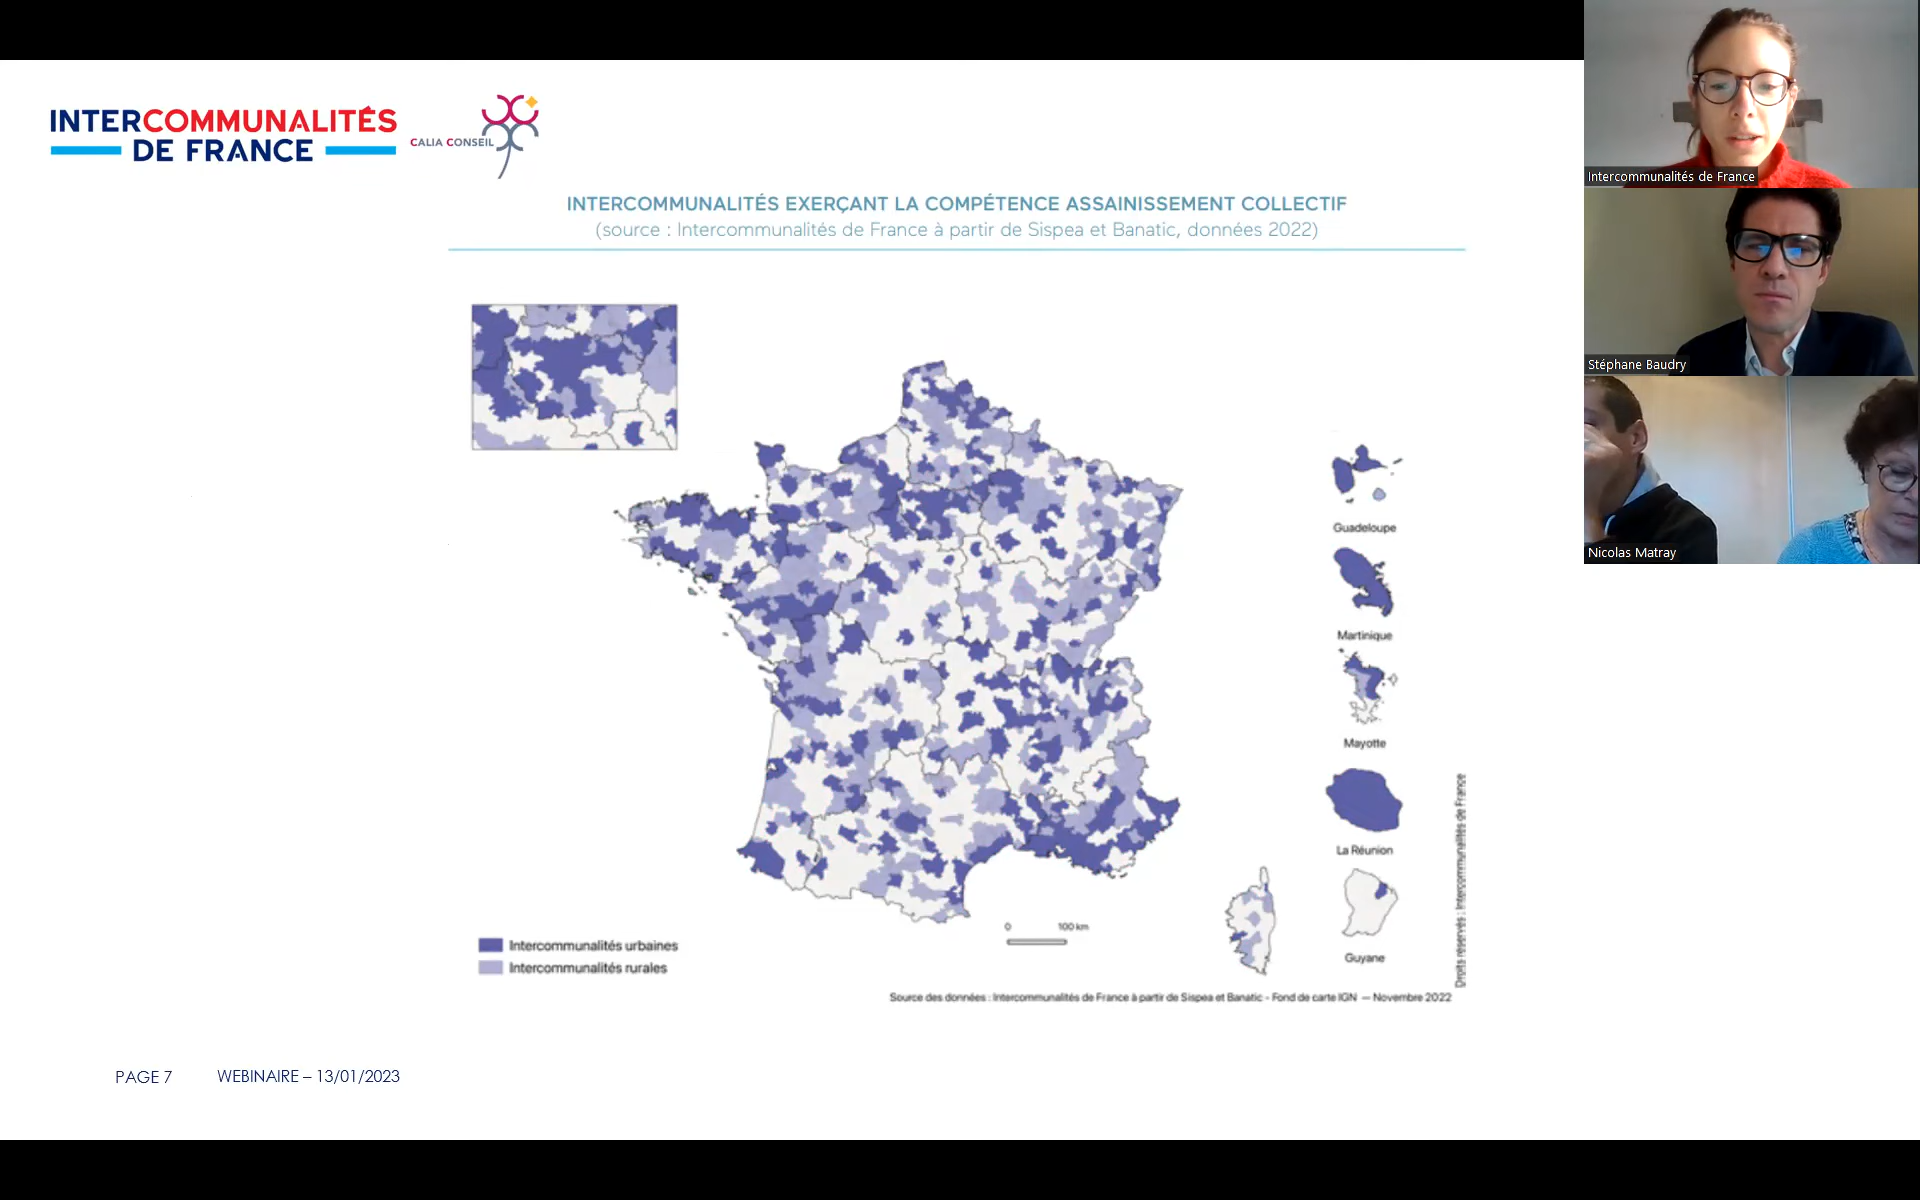 INTERCOMMUNALITÉS
DE FRANCE
CALIA CONSEIL
INTERCOMMUNALITÉS EXERÇANT LA COMPÉTENCE ASSAINISSEMENT COLLECTIF
(source : Intercommunalités de France à partir de Sispea et Banatic, données 2022)
Guadeloupe
Martinique
Mayotte
La Réunion
Guyane
0 100 km
Intercommunalités urbaines
Intercommunalités rurales
Droits réservés : Intercommunalités de France
Source des données : Intercommunalités de France à partir de Sispea et Banatic - Fond de carte IGN — Novembre 2022
PAGE 7 WEBINAIRE – 13/01/2023
Intercommunalités de France
Stéphane Baudry
Nicolas Matray